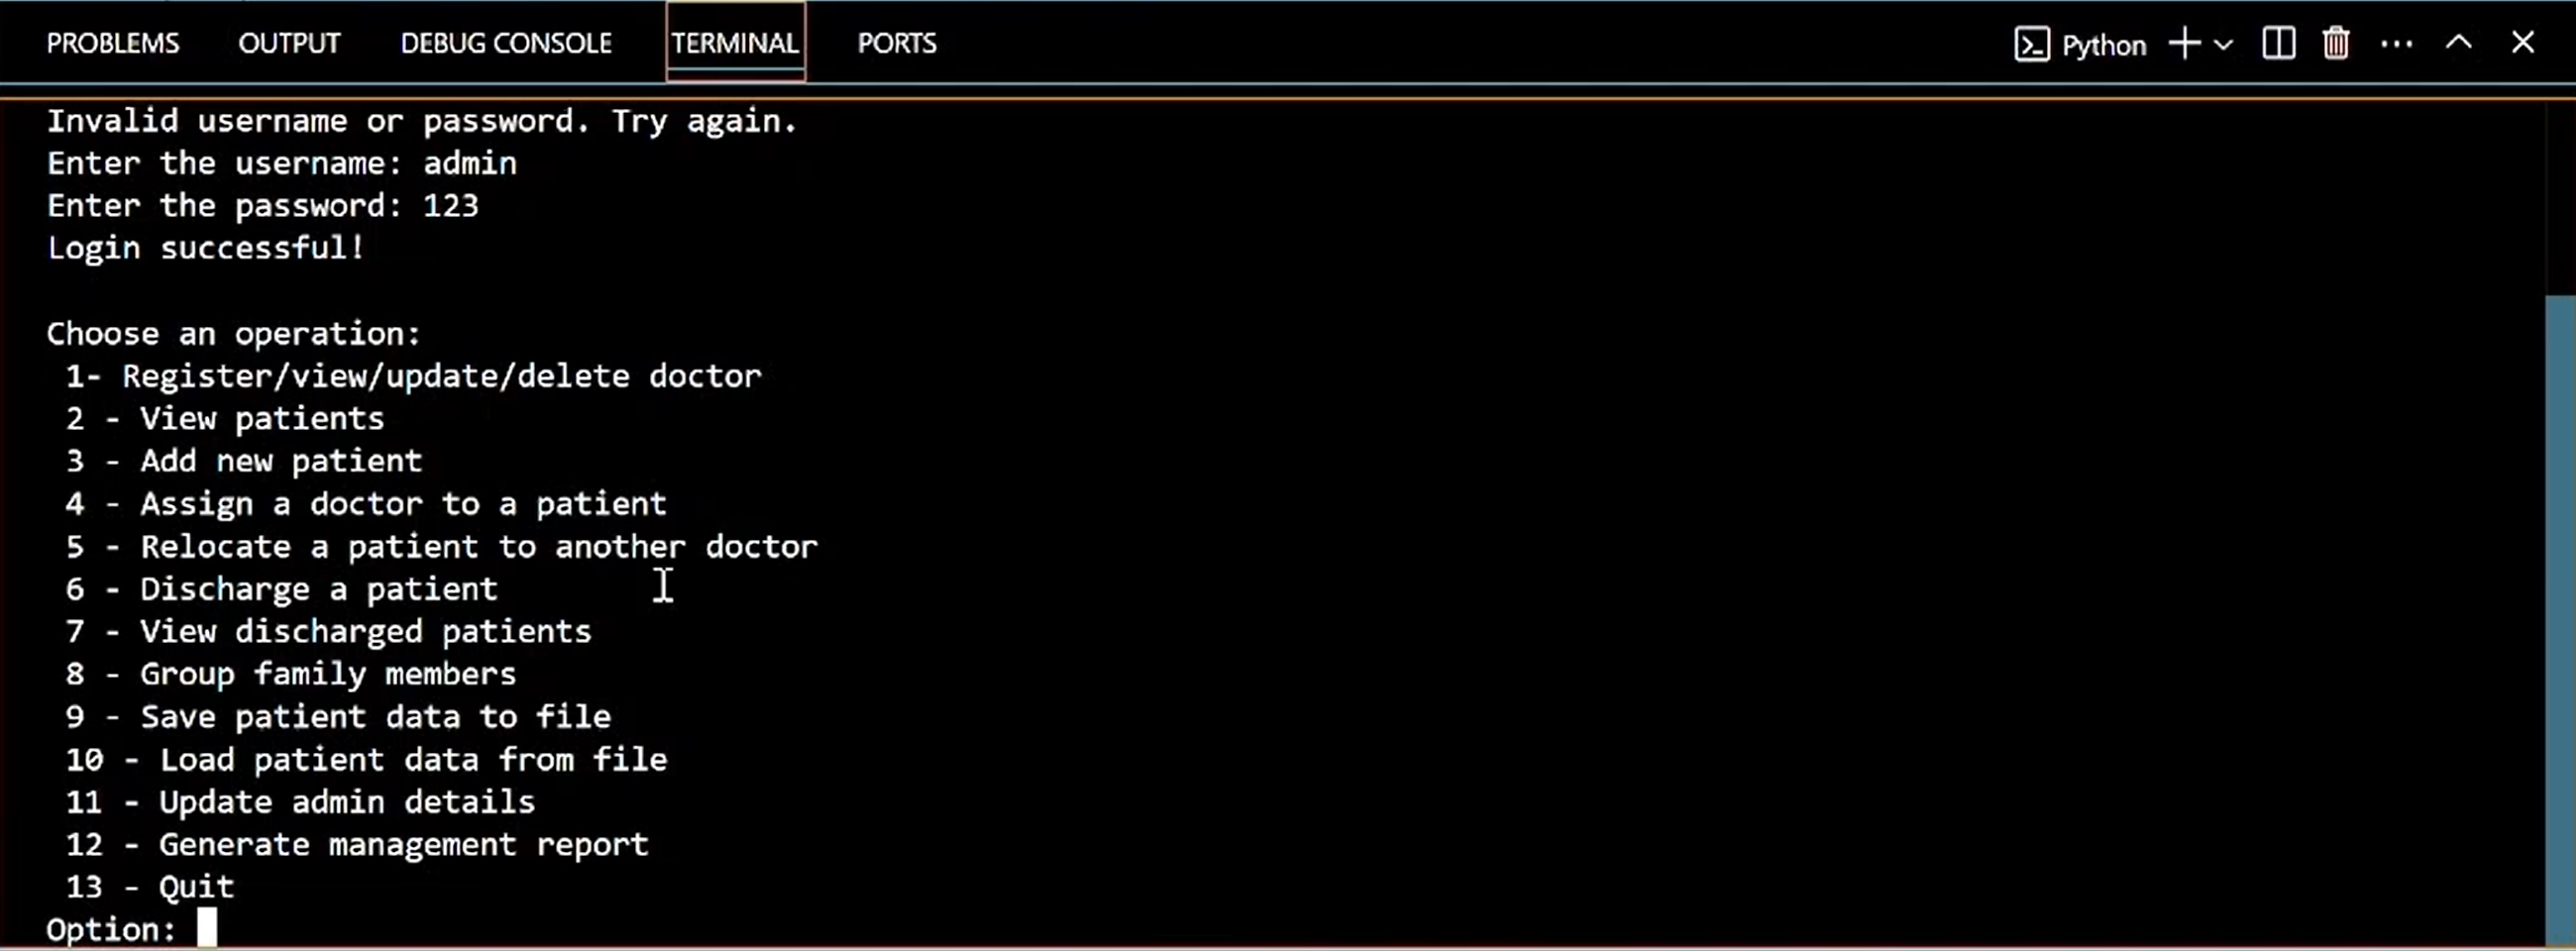 PROBLEMS OUTPUT DEBUG CONSOLE TERMINAL PORTS Python
Invalid username or password. Try again.
Enter the username: admin
Enter the password: 123
Login successful!
Choose an operation:
1- Register/view/update/delete doctor
2 - View patients
3 - Add new patient
4 - Assign a doctor to a patient
5 - Relocate a patient to another doctor
6 - Discharge a patient
7 - View discharged patients
8 - Group family members
9 - Save patient data to file
10 - Load patient data from file
11 - Update admin details
12 - Generate management report
13 - Quit
Option: